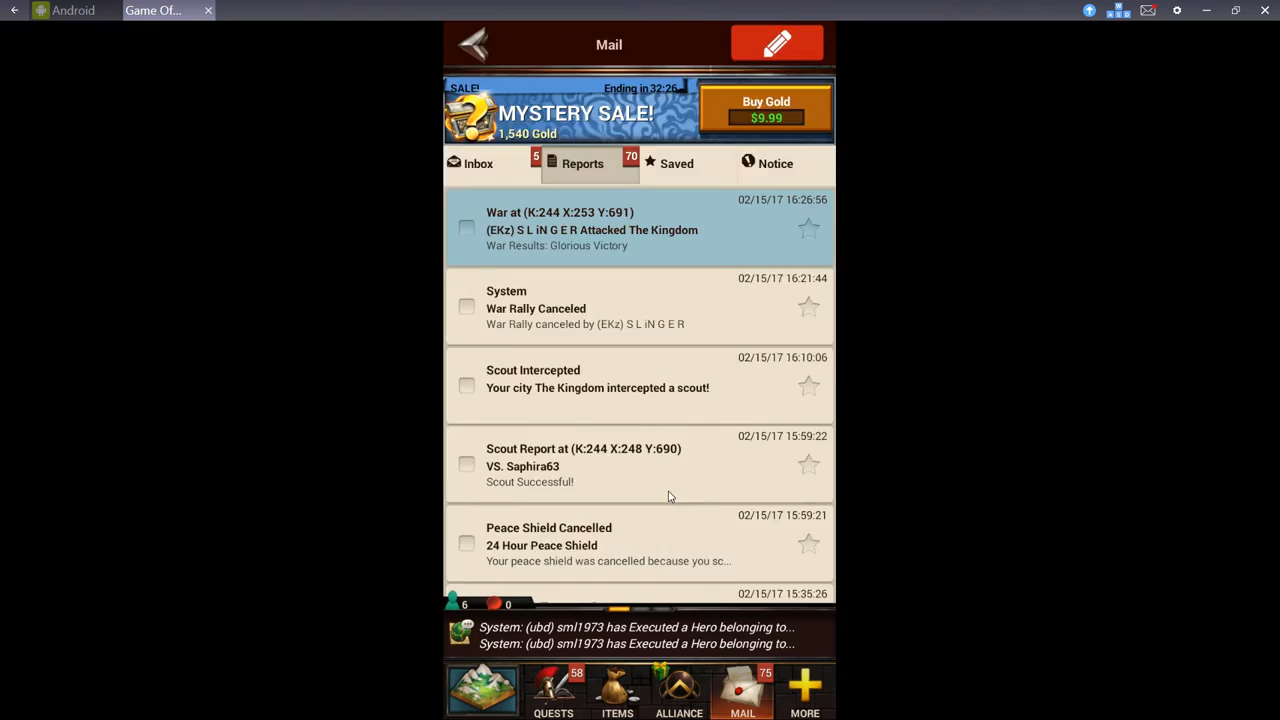 Android
Game Of...
Mail
SALE!
Ending in 32:26
MYSTERY SALE!
1,540 Gold
Buy Gold
$9.99
Inbox
5
Reports
70
Saved
Notice
02/15/17 16:26:56
War at (K:244 X:253 Y:691)
(EKz) S L iN G E R Attacked The Kingdom
War Results: Glorious Victory
02/15/17 16:21:44
System
War Rally Canceled
War Rally canceled by (EKz) S L iN G E R
02/15/17 16:10:06
Scout Intercepted
Your city The Kingdom intercepted a scout!
02/15/17 15:59:22
Scout Report at (K:244 X:248 Y:690)
VS. Saphira63
Scout Successful!
02/15/17 15:59:21
Peace Shield Cancelled
24 Hour Peace Shield
Your peace shield was cancelled because you sc...
02/15/17 15:35:26
6
0
System: (ubd) sml1973 has Executed a Hero belonging to...
System: (ubd) sml1973 has Executed a Hero belonging to...
58
75
QUESTS
ITEMS
ALLIANCE
MAIL
MORE